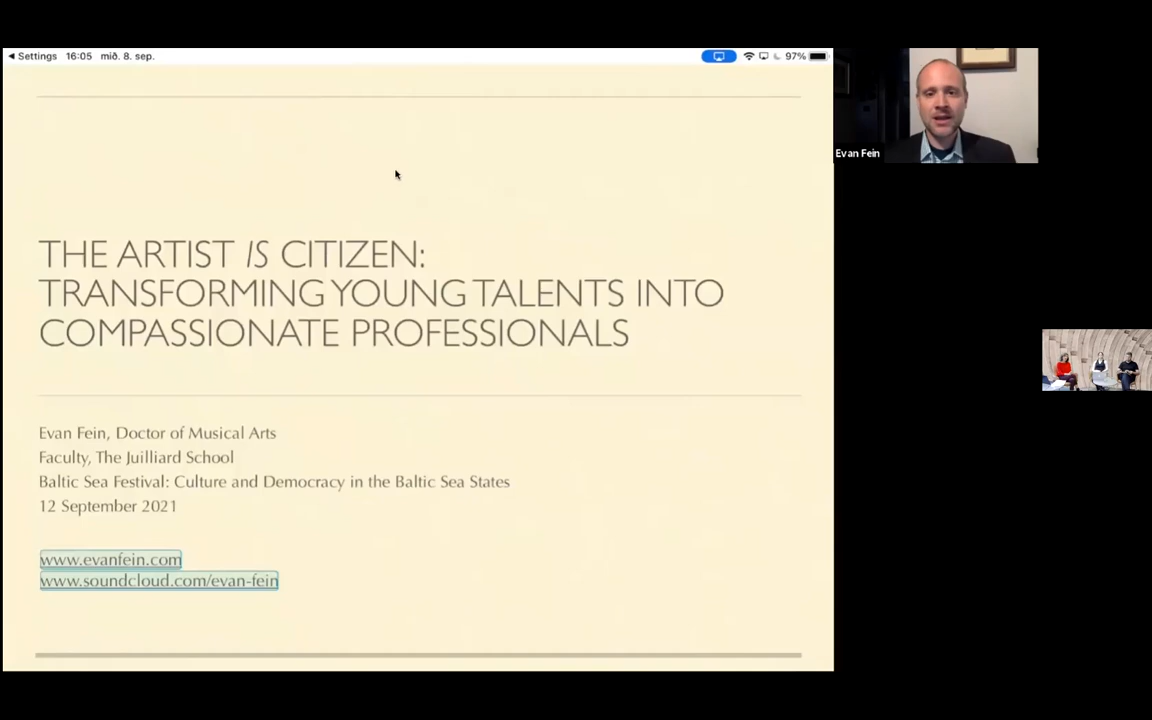 Settings 16:05 mið. 8. sep. 97%
THE ARTIST IS CITIZEN:
TRANSFORMING YOUNG TALENTS INTO
COMPASSIONATE PROFESSIONALS
Evan Fein, Doctor of Musical Arts
Faculty, The Juilliard School
Baltic Sea Festival: Culture and Democracy in the Baltic Sea States
12 September 2021
www.evanfein.com
www.soundcloud.com/evan-fein
Evan Fein